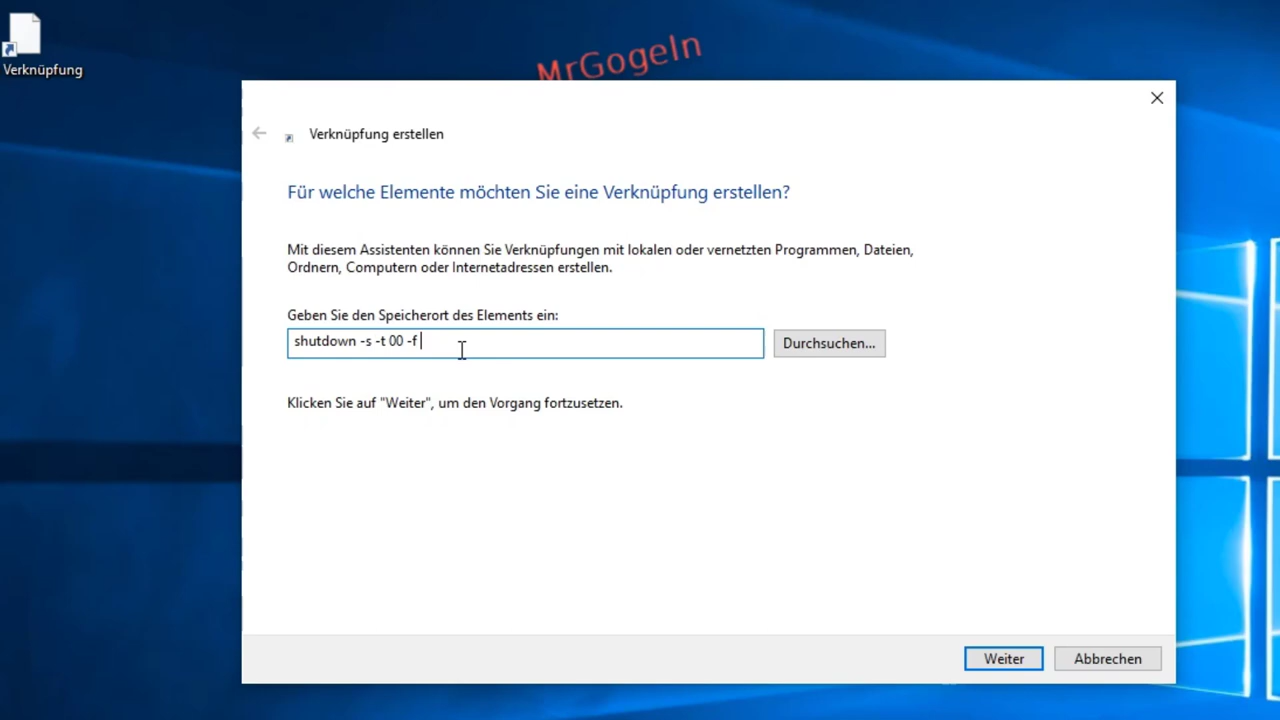 Verknüpfung
MrGogeln
Verknüpfung erstellen
Für welche Elemente möchten Sie eine Verknüpfung erstellen?
Mit diesem Assistenten können Sie Verknüpfungen mit lokalen oder vernetzten Programmen, Dateien,
Ordnern, Computern oder Internetadressen erstellen.
Geben Sie den Speicherort des Elements ein:
shutdown -s -t 00 -f
Durchsuchen...
Klicken Sie auf "Weiter", um den Vorgang fortzusetzen.
Weiter
Abbrechen